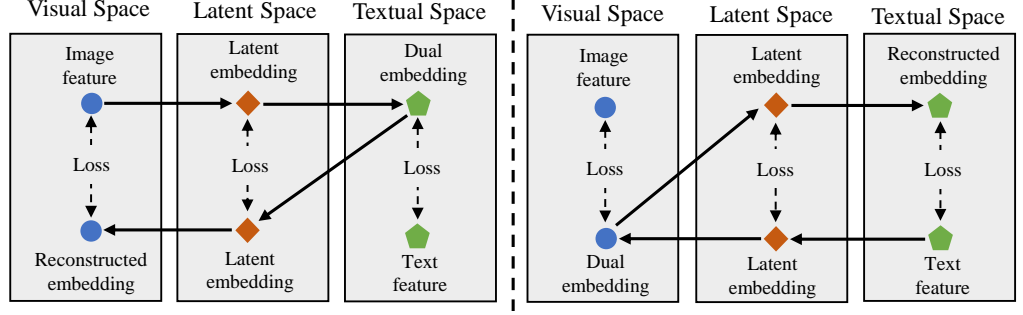 Visual Space
Latent Space
Textual Space
Image
feature
Latent
embedding
Dual
embedding
Loss
Loss
Loss
Reconstructed
embedding
Latent
embedding
Text
feature
Visual Space
Latent Space
Textual Space
Image
feature
Latent
embedding
Reconstructed
embedding
Loss
Loss
Loss
Dual
embedding
Latent
embedding
Text
feature